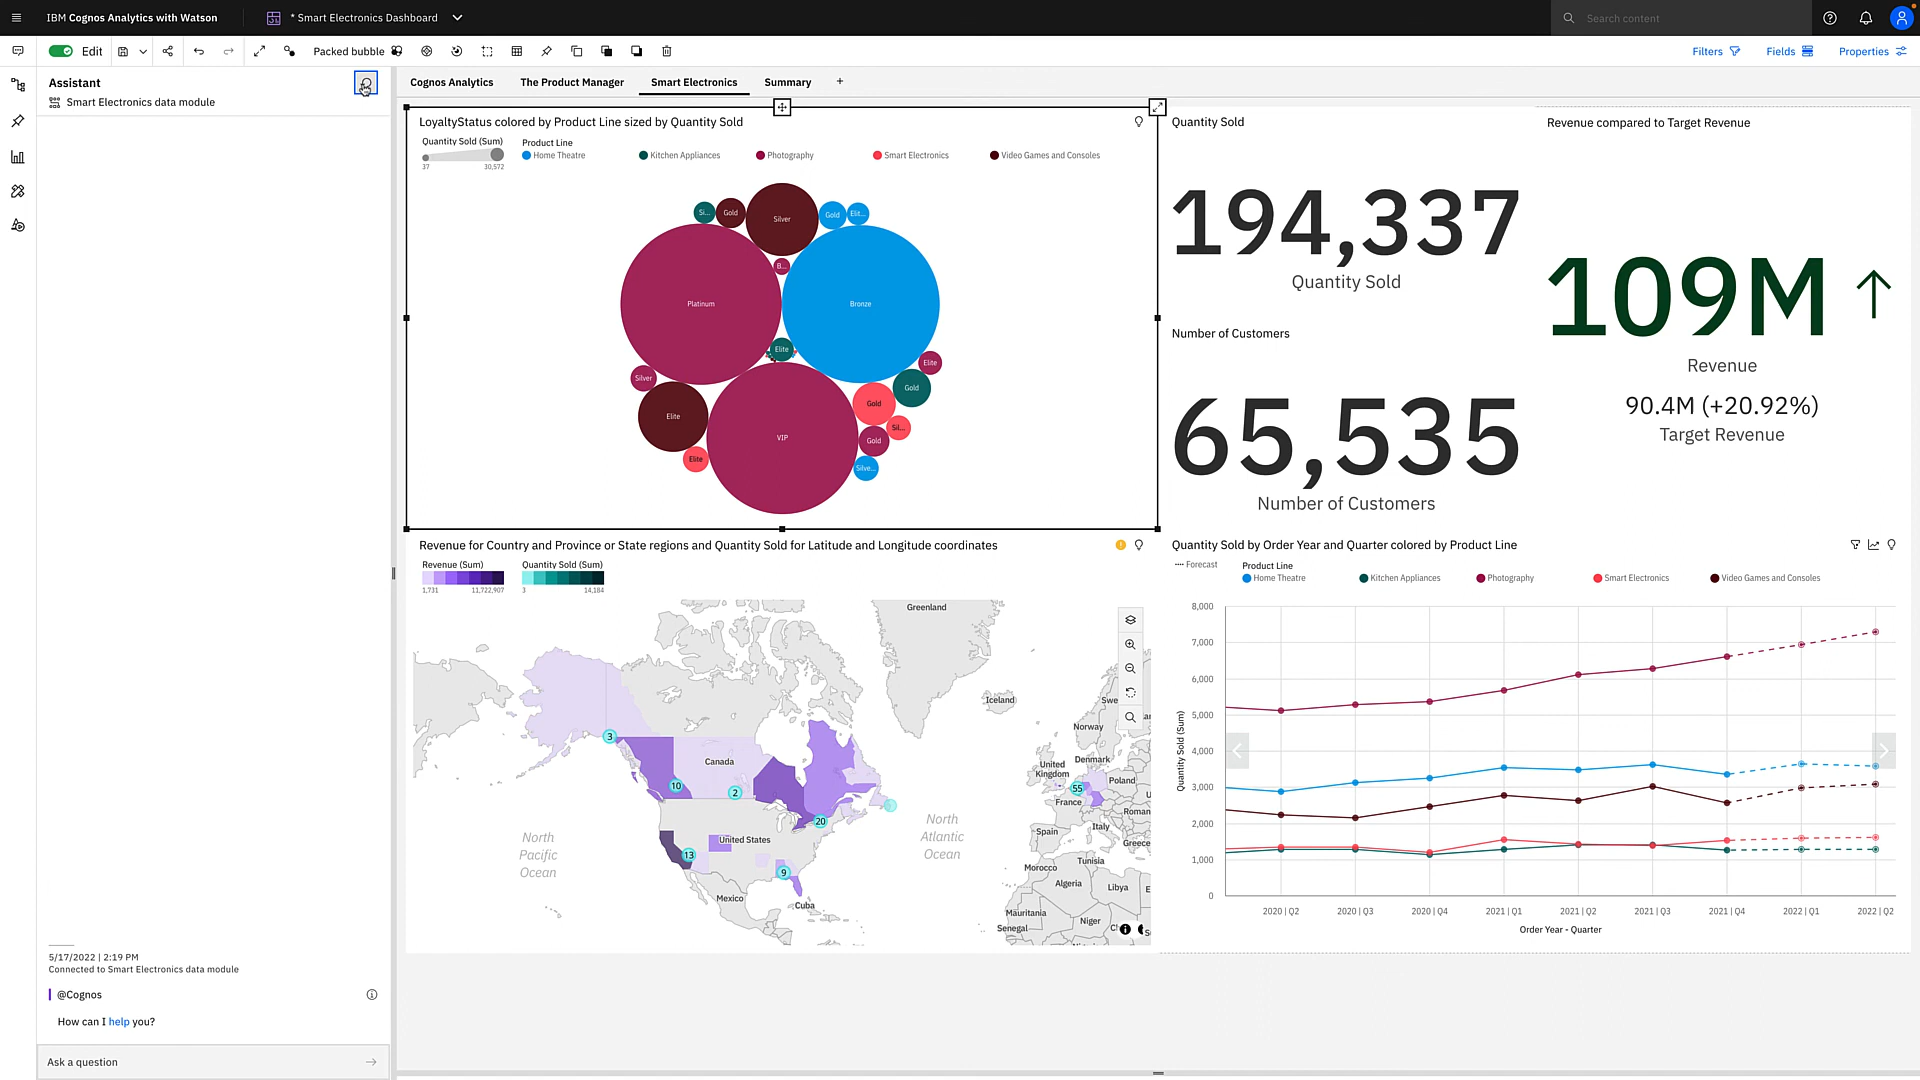 IBM Cognos Analytics with Watson
* Smart Electronics Dashboard
Search content
Edit
Packed bubble
Filters
Fields
Properties
Assistant
Smart Electronics data module
Cognos Analytics
The Product Manager
Smart Electronics
Summary
+
LoyaltyStatus colored by Product Line sized by Quantity Sold
Quantity Sold (Sum)
37
30,572
Product Line
Home Theatre
Kitchen Appliances
Photography
Smart Electronics
Video Games and Consoles
Si...
Gold
Silver
Gold
Elit...
B...
Platinum
Bronze
Elite
Elite
Silver
Gold
Gold
Elite
VIP
Sil...
Gold
Elite
Silve...
Quantity Sold
194,337
Quantity Sold
Number of Customers
65,535
Number of Customers
Revenue compared to Target Revenue
109M
Revenue
90.4M (+20.92%)
Target Revenue
Revenue for Country and Province or State regions and Quantity Sold for Latitude and Longitude coordinates
Revenue (Sum)
1,731
11,722,907
Quantity Sold (Sum)
3
14,184
Greenland
Iceland
Swe
Norway
3
Canada
United
Kingdom
Denmark
Poland
10
2
55
France
Roman
20
North
Pacific
Ocean
United States
North
Atlantic
Ocean
Spain
Italy
Greece
13
9
Tunisia
Morocco
Algeria
Libya
Mexico
Cuba
Mauritania
Niger
Senegal
Quantity Sold by Order Year and Quarter colored by Product Line
Forecast
Product Line
Home Theatre
Kitchen Appliances
Photography
Smart Electronics
Video Games and Consoles
Quantity Sold (Sum)
8,000
7,000
6,000
5,000
4,000
3,000
2,000
1,000
0
2020 | Q2
2020 | Q3
2020 | Q4
2021 | Q1
2021 | Q2
2021 | Q3
2021 | Q4
2022 | Q1
2022 | Q2
Order Year - Quarter
5/17/2022 | 2:19 PM
Connected to Smart Electronics data module
@Cognos
How can I help you?
Ask a question